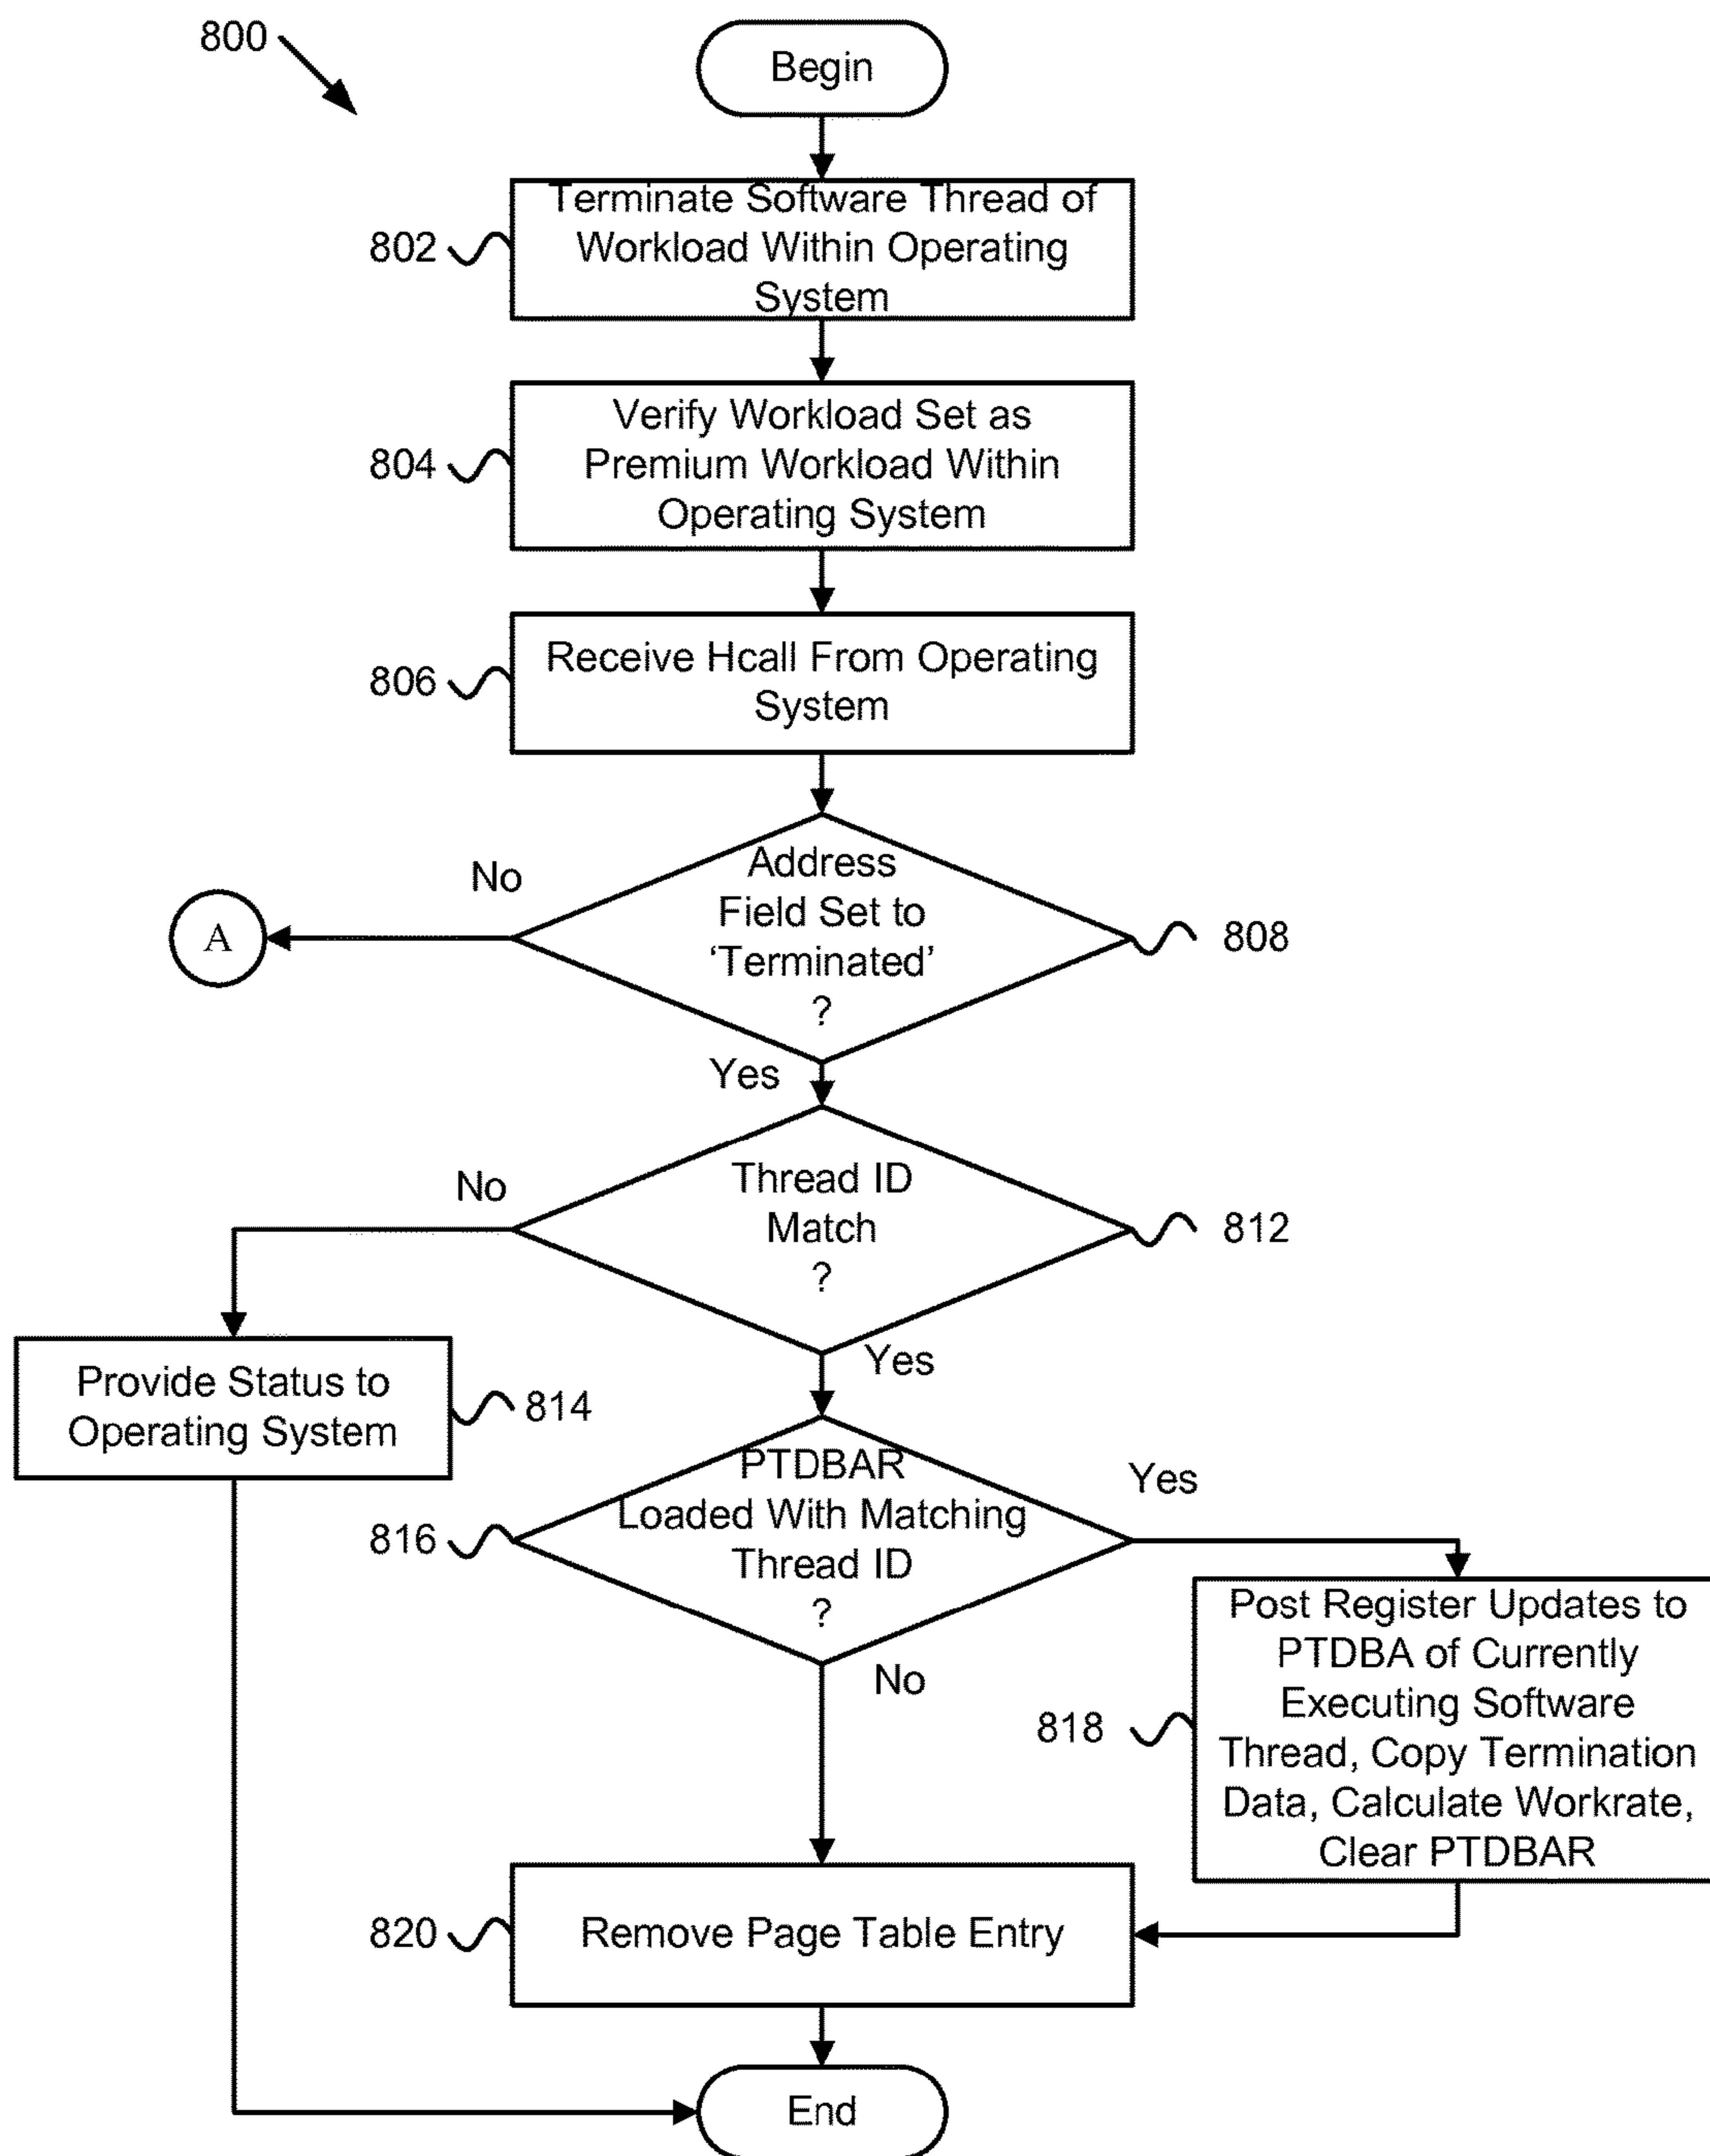 800
Begin
802
Terminate Software Thread of
Workload Within Operating
System
804
Verify Workload Set as
Premium Workload Within
Operating System
806
Receive Hcall From Operating
System
Address
Field Set to
‘Terminated’
?
808
No
A
Yes
Thread ID
Match
?
812
No
Provide Status to
Operating System
814
Yes
PTDBAR
Loaded With Matching
Thread ID
?
816
Yes
Post Register Updates to
PTDBA of Currently
Executing Software
Thread, Copy Termination
Data, Calculate Workrate,
Clear PTDBAR
818
No
820
Remove Page Table Entry
End